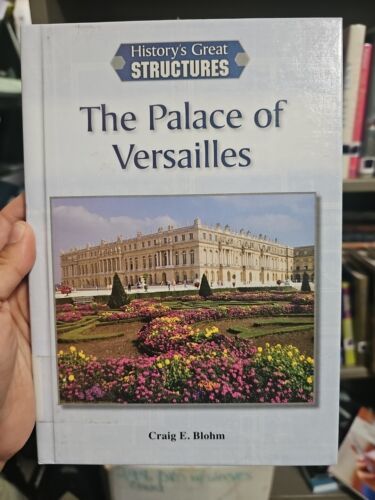 History's Great
STRUCTURES
The Palace of
Versailles
Craig E. Blohm